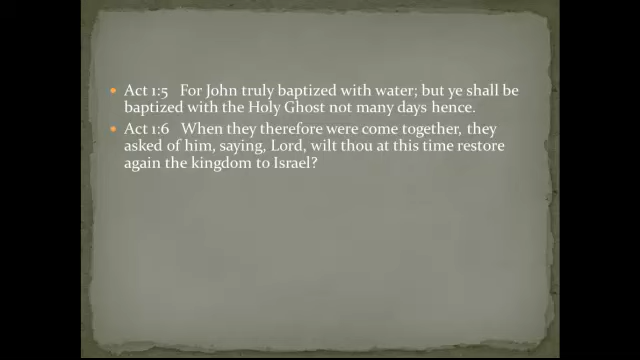 • Act 1:5 For John truly baptized with water; but ye shall be
baptized with the Holy Ghost not many days hence.
• Act 1:6 When they therefore were come together, they
asked of him, saying, Lord, wilt thou at this time restore
again the kingdom to Israel?